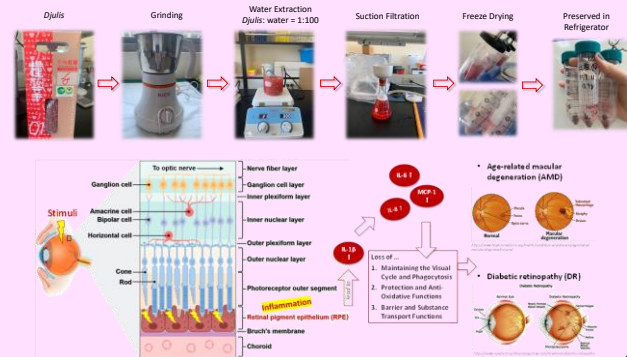 Djulis
Grinding
Water Extraction
Djulis: water = 1:100
Suction Filtration
Freeze Drying
Preserved in
Refrigerator
To optic nerve
Stimuli
Ganglion cell
Amacrine cell
Bipolar cell
Horizontal cell
Cone
Rod
Nerve fiber layer
Ganglion cell layer
Inner plexiform layer
Inner nuclear layer
Outer plexiform layer
Outer nuclear layer
Photoreceptor outer segment
Inflammation
Retinal pigment epithelium (RPE)
Bruch's membrane
Choroid
IL-1β
↑
IL-6 ↑
MCP-1
↑
IL-8 ↑
Loss of ...
1. Maintaining the Visual
Cycle and Phagocytosis
2. Protection and Anti-
Oxidative Functions
3. Barrier and Substance
Transport Functions
• Age-related macular
degeneration (AMD)
Normal
Macular
degeneration
• Diabetic retinopathy (DR)
Diabetic Retinopathy